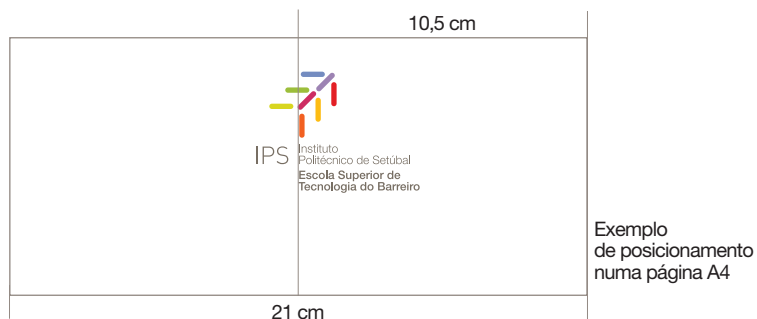 10,5 cm
IPS
Instituto
Politécnico de Setúbal
Escola Superior de
Tecnologia do Barreiro
Exemplo
de posicionamento
numa página A4
21 cm